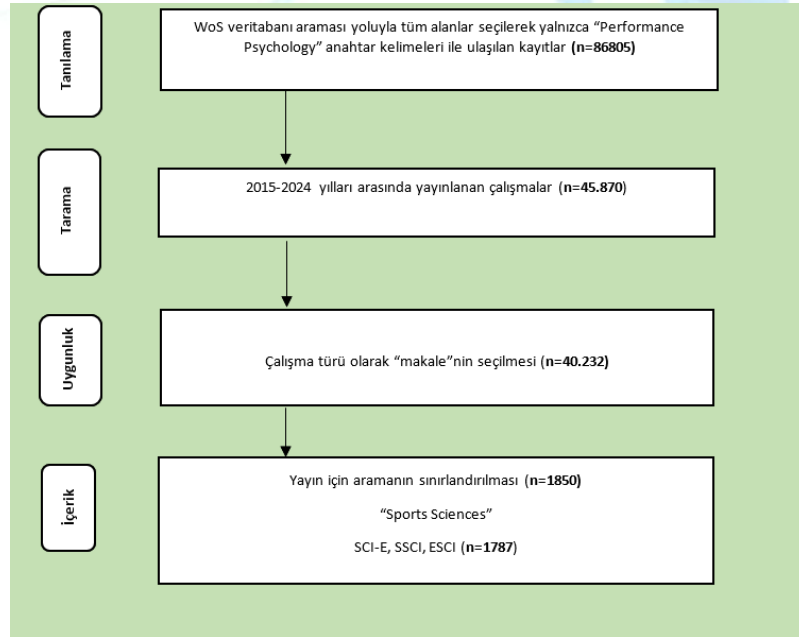 Tanılama
WoS veritabanı araması yoluyla tüm alanlar seçilerek yalnızca “Performance
Psychology” anahtar kelimeleri ile ulaşılan kayıtlar (n=86805)
Tarama
2015-2024 yılları arasında yayınlanan çalışmalar (n=45.870)
Uygunluk
Çalışma türü olarak “makale”nin seçilmesi (n=40.232)
İçerik
Yayın için aramanın sınırlandırılması (n=1850)
“Sports Sciences”
SCI-E, SSCI, ESCI (n=1787)